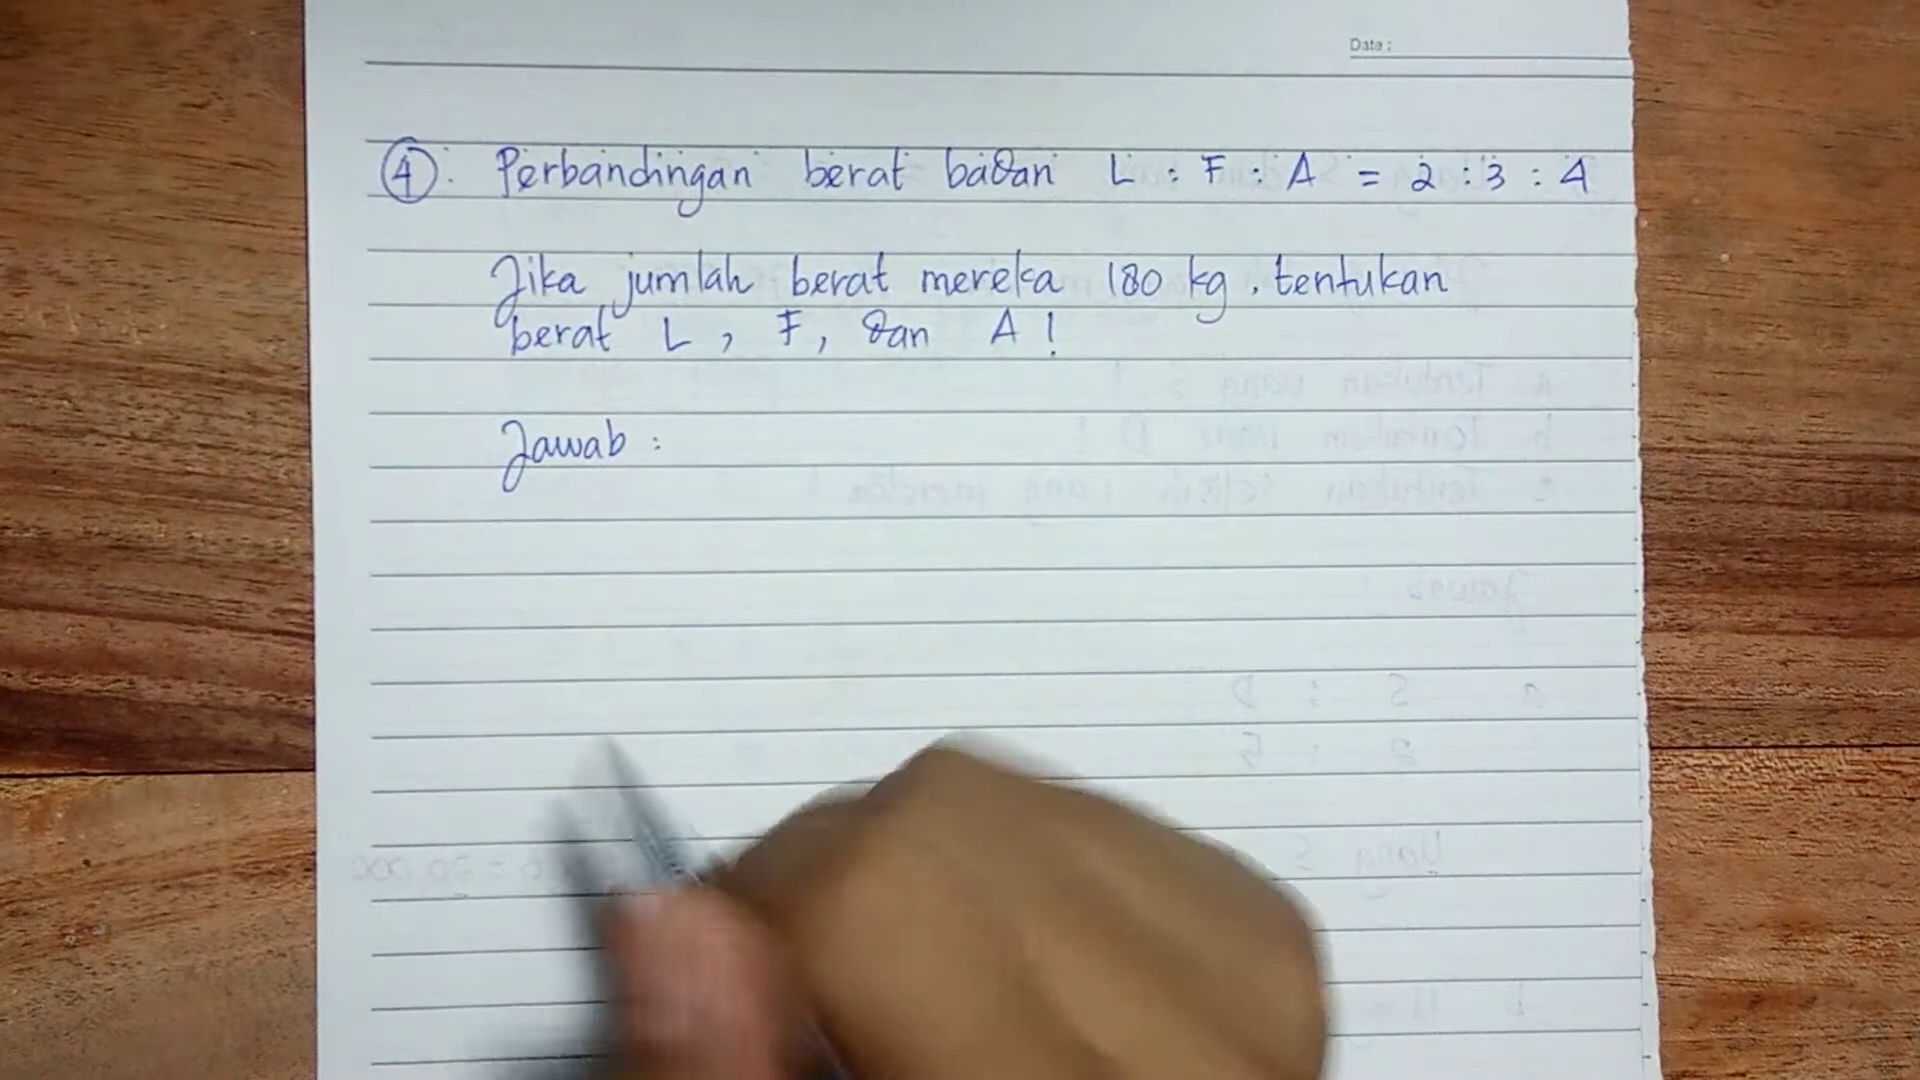 Date :
4. Perbandingan berat badan L : F : A = 2 : 3 : 4
Jika jumlah berat mereka 180 kg, tentukan
berat L, F, dan A !
Jawab :